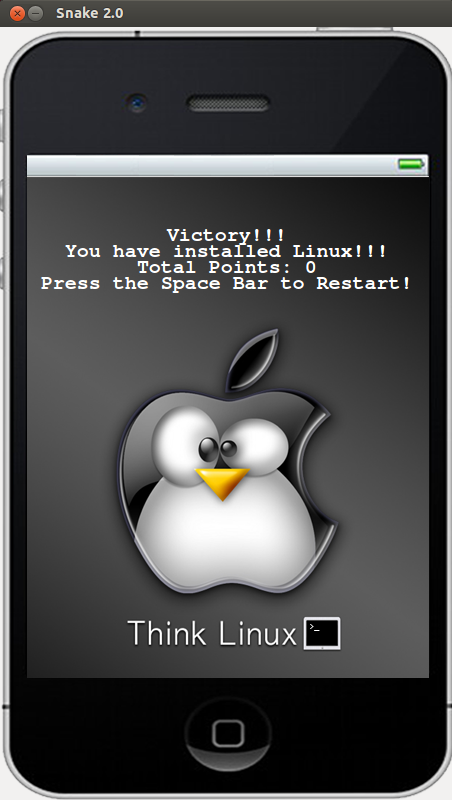 Snake 2.0
Victory!!!
You have installed Linux!!!
Total Points: 0
Press the Space Bar to Restart!
Think Linux >_